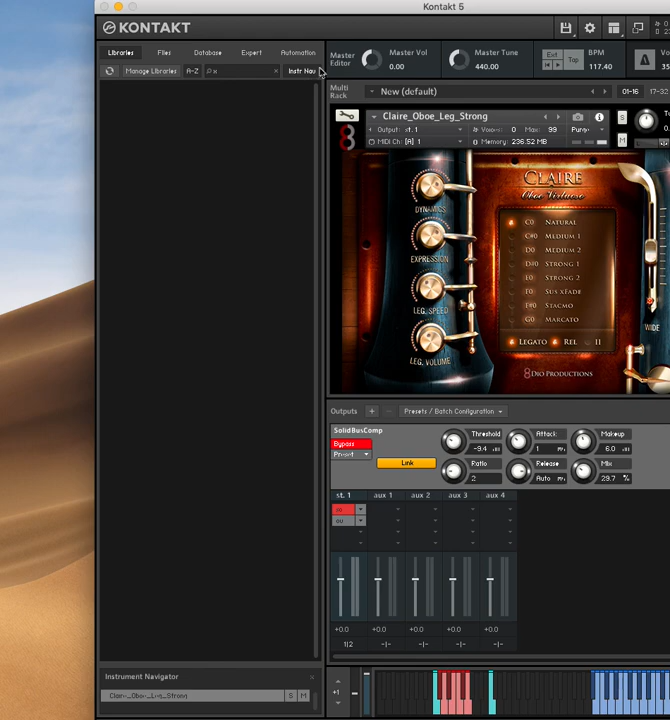 Kontakt 5
KONTAKT
Libraries Files Database Expert Automation
Manage Libraries A-Z Instr Nav
Master Editor
Master Vol 0.00
Master Tune 440.00
Ext Tap
BPM 117.40
Multi Rack
New (default)
01-16 17-32
Claire_Oboe_Leg_Strong
Output: st. 1 Voices: 0 Max: 99 Purge
MIDI Ch: [A] 1 Memory: 236.52 MB
S
M
CLAIRE
Oboe Virtuoso
DYNAMICS
EXPRESSION
LEG. SPEED
LEG. VOLUME
C0 NATURAL
C#0 MEDIUM 1
D0 MEDIUM 2
D#0 STRONG 1
E0 STRONG 2
F0 SUS XFADE
F#0 STACMO
G0 MARCATO
LEGATO REL II
WIDE
8DIO PRODUCTIONS
Outputs + Presets / Batch Configuration
SolidBusComp
Bypass
Preset
Link
Threshold -9.4
Attack: 1
Makeup 6.0
Ratio 2
Release Auto
Mix 29.7 %
st. 1 aux 1 aux 2 aux 3 aux 4
+0.0 +0.0 +0.0 +0.0 +0.0
1|2 -|- -|- -|- -|-
Instrument Navigator
Claire_Oboe_Leg_Strong S M
+1